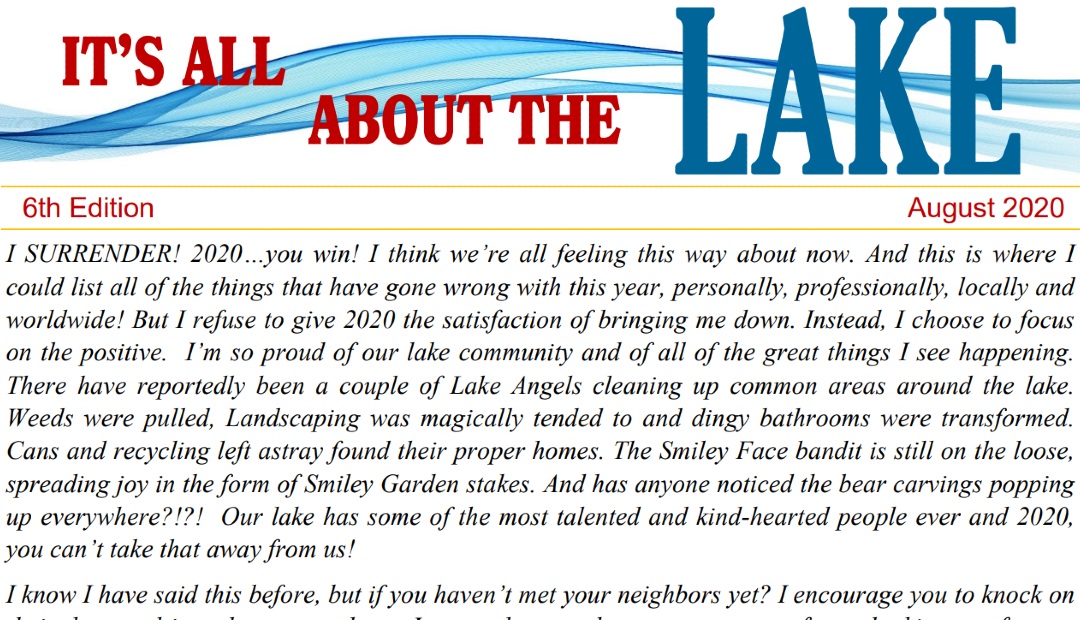 IT'S ALL
ABOUT THE
LAKE
6th Edition August 2020
I SURRENDER! 2020…you win! I think we're all feeling this way about now. And this is where I
could list all of the things that have gone wrong with this year, personally, professionally, locally and
worldwide! But I refuse to give 2020 the satisfaction of bringing me down. Instead, I choose to focus
on the positive.  I'm so proud of our lake community and of all of the great things I see happening.
There have reportedly been a couple of Lake Angels cleaning up common areas around the lake.
Weeds were pulled, Landscaping was magically tended to and dingy bathrooms were transformed.
Cans and recycling left astray found their proper homes. The Smiley Face bandit is still on the loose,
spreading joy in the form of Smiley Garden stakes. And has anyone noticed the bear carvings popping
up everywhere?!?!  Our lake has some of the most talented and kind-hearted people ever and 2020,
you can't take that away from us!
I know I have said this before, but if you haven't met your neighbors yet? I encourage you to knock on